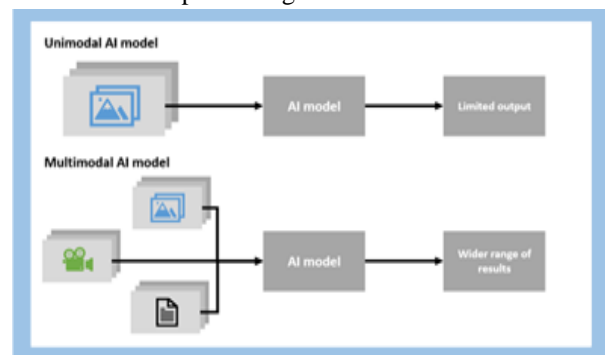 Unimodal AI model
AI model
Limited output
Multimodal AI model
AI model
Wider range of
results